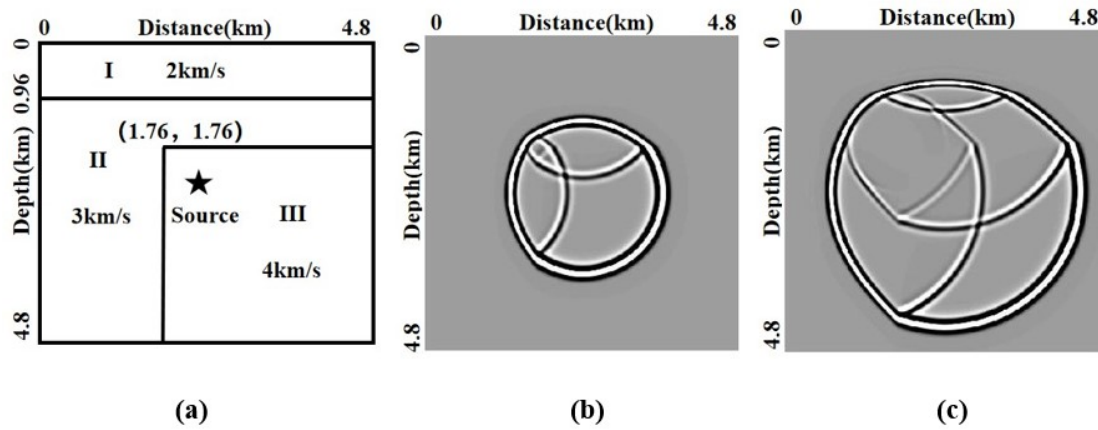 0 Distance(km) 4.8
0 Distance(km) 4.8
0 Distance(km) 4.8
0
0.96
Depth(km)
4.8
I 2km/s
(1.76, 1.76)
II
3km/s
Source
III
4km/s
0
Depth(km)
4.8
0
Depth(km)
4.8
(a)
(b)
(c)